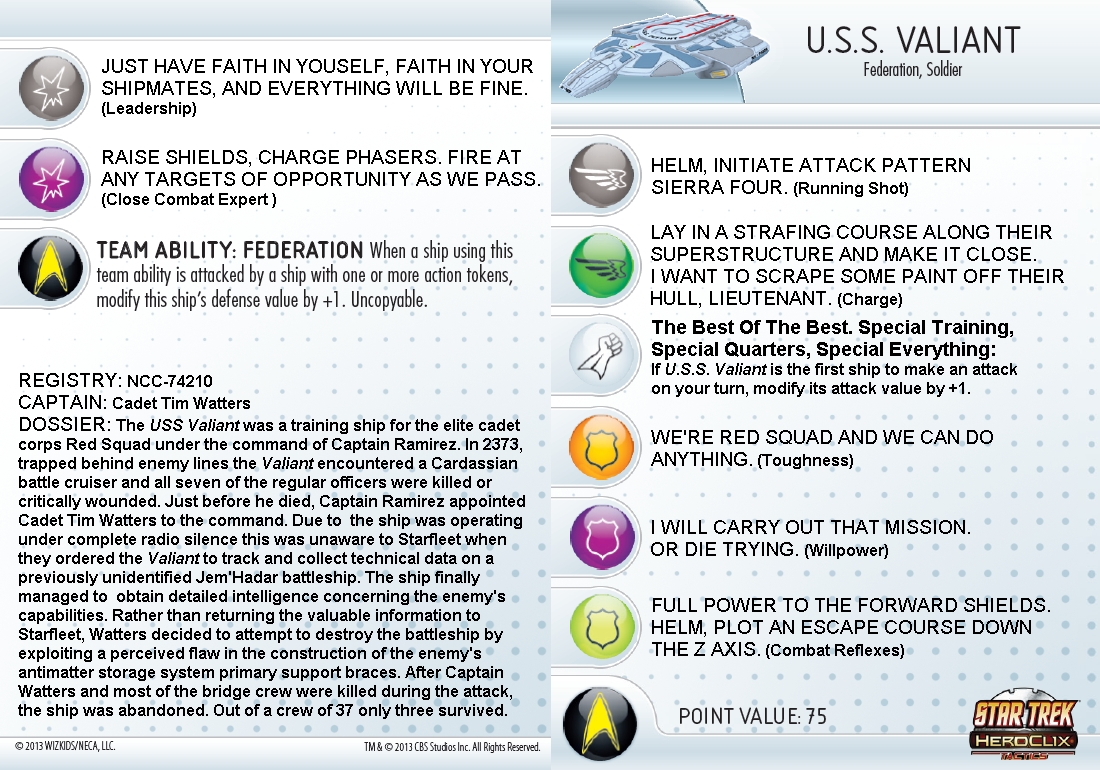 JUST HAVE FAITH IN YOUSELF, FAITH IN YOUR
SHIPMATES, AND EVERYTHING WILL BE FINE.
(Leadership)
RAISE SHIELDS, CHARGE PHASERS. FIRE AT
ANY TARGETS OF OPPORTUNITY AS WE PASS.
(Close Combat Expert )
TEAM ABILITY: FEDERATION When a ship using this
team ability is attacked by a ship with one or more action tokens,
modify this ship's defense value by +1. Uncopyable.
REGISTRY: NCC-74210
CAPTAIN: Cadet Tim Watters
DOSSIER: The USS Valiant was a training ship for the elite cadet
corps Red Squad under the command of Captain Ramirez. In 2373,
trapped behind enemy lines the Valiant encountered a Cardassian
battle cruiser and all seven of the regular officers were killed or
critically wounded. Just before he died, Captain Ramirez appointed
Cadet Tim Watters to the command. Due to the ship was operating
under complete radio silence this was unaware to Starfleet when
they ordered the Valiant to track and collect technical data on a
previously unidentified Jem'Hadar battleship. The ship finally
managed to obtain detailed intelligence concerning the enemy's
capabilities. Rather than returning the valuable information to
Starfleet, Watters decided to attempt to destroy the battleship by
exploiting a perceived flaw in the construction of the enemy's
antimatter storage system primary support braces. After Captain
Watters and most of the bridge crew were killed during the attack,
the ship was abandoned. Out of a crew of 37 only three survived.
© 2013 WIZKIDS/NECA, LLC.
TM & © 2013 CBS Studios Inc. All Rights Reserved.
U.S.S. VALIANT
Federation, Soldier
HELM, INITIATE ATTACK PATTERN
SIERRA FOUR. (Running Shot)
LAY IN A STRAFING COURSE ALONG THEIR
SUPERSTRUCTURE AND MAKE IT CLOSE.
I WANT TO SCRAPE SOME PAINT OFF THEIR
HULL, LIEUTENANT. (Charge)
The Best Of The Best. Special Training,
Special Quarters, Special Everything:
If U.S.S. Valiant is the first ship to make an attack
on your turn, modify its attack value by +1.
WE'RE RED SQUAD AND WE CAN DO
ANYTHING. (Toughness)
I WILL CARRY OUT THAT MISSION.
OR DIE TRYING. (Willpower)
FULL POWER TO THE FORWARD SHIELDS.
HELM, PLOT AN ESCAPE COURSE DOWN
THE Z AXIS. (Combat Reflexes)
POINT VALUE: 75
STAR TREK
HEROCLIX
TACTICS